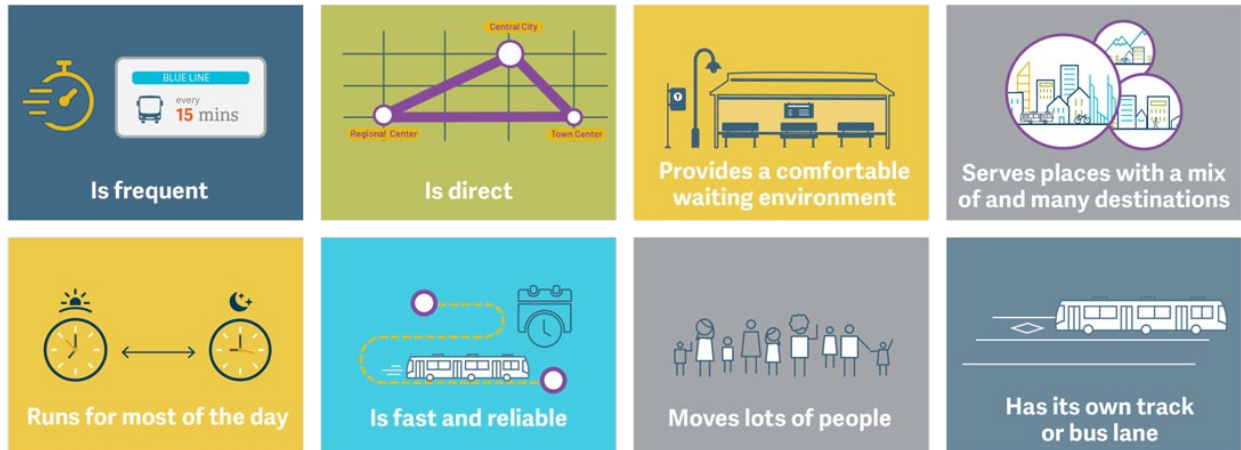 BLUE LINE
every
15 mins
Is frequent
Central City
Regional Center
Town Center
Is direct
T
Provides a comfortable
waiting environment
Serves places with a mix
of and many destinations
Runs for most of the day
Is fast and reliable
Moves lots of people
Has its own track
or bus lane